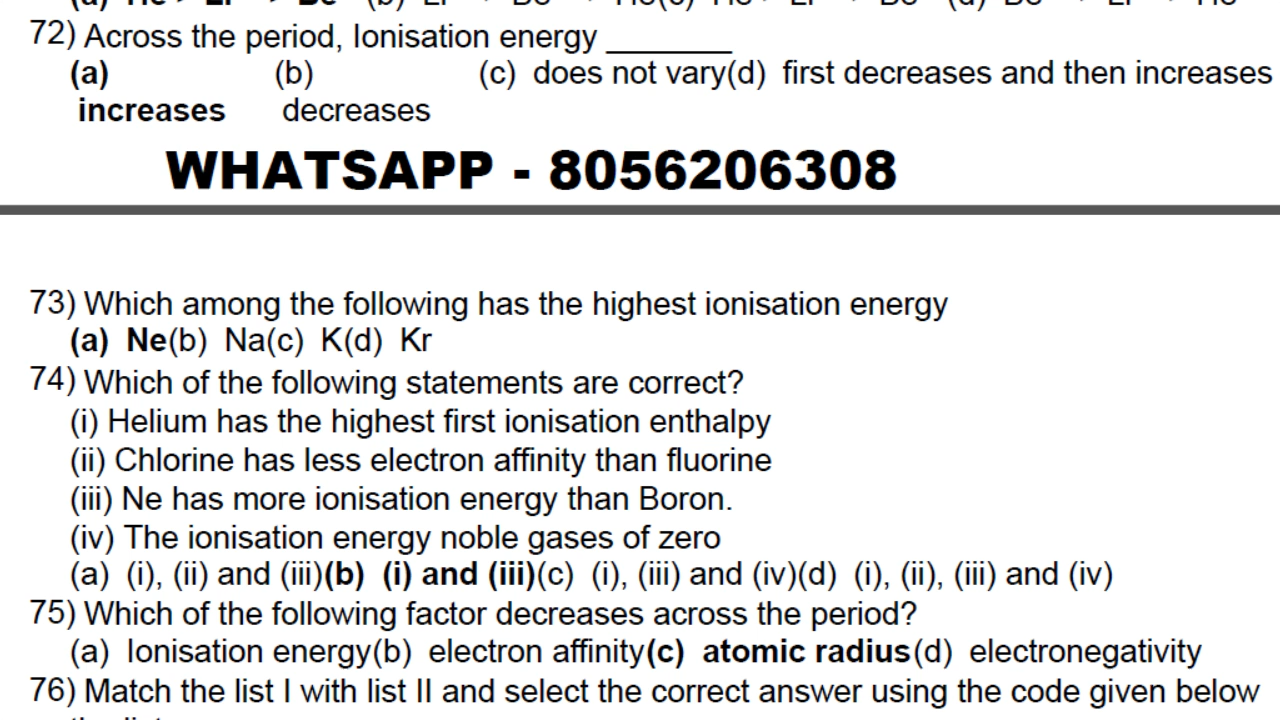 72) Across the period, Ionisation energy _______
(a) (b) (c) does not vary(d) first decreases and then increases
increases decreases
WHATSAPP - 8056206308
73) Which among the following has the highest ionisation energy
(a) Ne(b) Na(c) K(d) Kr
74) Which of the following statements are correct?
(i) Helium has the highest first ionisation enthalpy
(ii) Chlorine has less electron affinity than fluorine
(iii) Ne has more ionisation energy than Boron.
(iv) The ionisation energy noble gases of zero
(a) (i), (ii) and (iii)(b) (i) and (iii)(c) (i), (iii) and (iv)(d) (i), (ii), (iii) and (iv)
75) Which of the following factor decreases across the period?
(a) Ionisation energy(b) electron affinity(c) atomic radius(d) electronegativity
76) Match the list I with list II and select the correct answer using the code given below